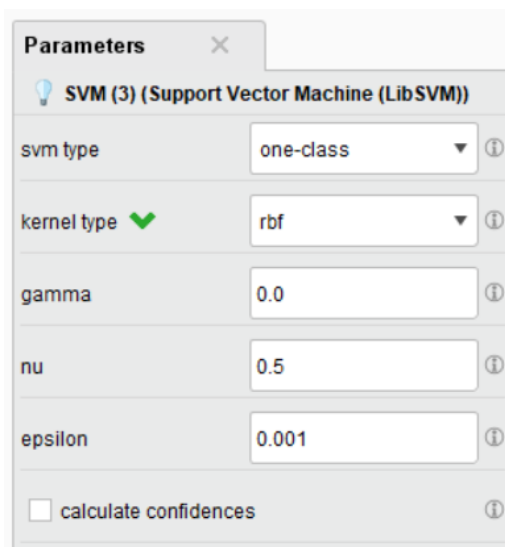 Parameters
SVM (3) (Support Vector Machine (LibSVM))
svm type one-class
kernel type rbf
gamma 0.0
nu 0.5
epsilon 0.001
calculate confidences